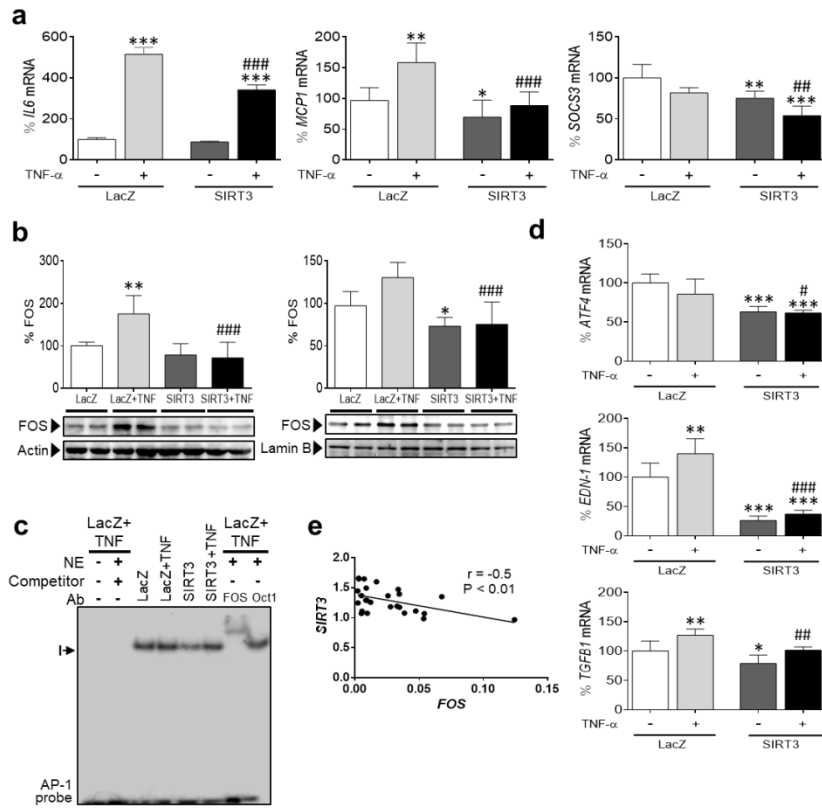 a
% IL6 mRNA
600
400
200
0
***
###
***
TNF-α
- + - +
LacZ SIRT3
% MCP1 mRNA
200
150
100
50
0
**
*
###
TNF-α
- + - +
LacZ SIRT3
% SOCS3 mRNA
150
100
50
0
**
##
***
TNF-α
- + - +
LacZ SIRT3
b
% FOS
300
200
100
0
**
###
LacZ LacZ+TNF SIRT3 SIRT3+TNF
FOS
Actin
% FOS
150
100
50
0
*
###
LacZ LacZ+TNF SIRT3 SIRT3+TNF
FOS
Lamin B
c
LacZ+
TNF
LacZ+
TNF
NE - + + +
Competitor - +
Ab - -
LacZ
LacZ+TNF
SIRT3
SIRT3+TNF
FOS Oct1
I
AP-1
probe
e
SIRT3
2.0
1.5
1.0
0.5
0.0
r = -0.5
P < 0.01
0.00 0.05 0.10 0.15
FOS
d
% ATF4 mRNA
150
100
50
0
***
#
***
TNF-α
- + - +
LacZ SIRT3
% EDN-1 mRNA
200
150
100
50
0
**
***
###
***
TNF-α
- + - +
LacZ SIRT3
% TGFB1 mRNA
200
150
100
50
0
**
*
##
TNF-α
- + - +
LacZ SIRT3